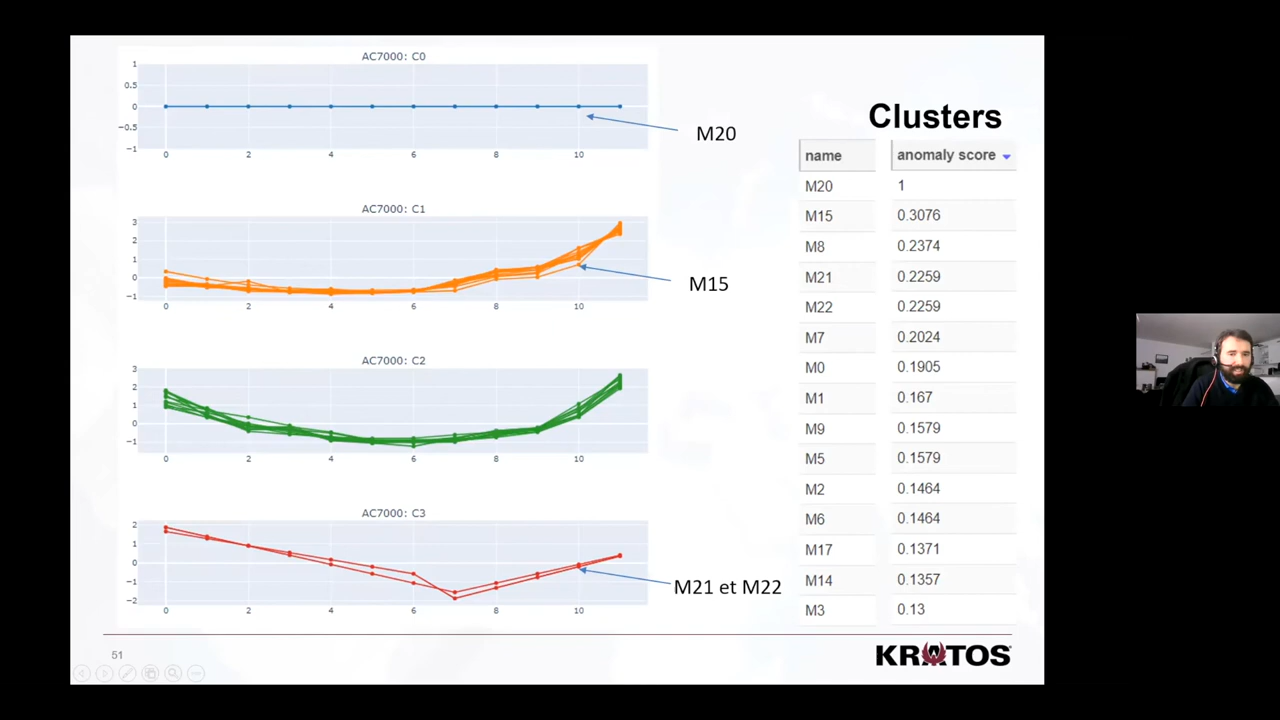 AC7000: C0
1
0.5
0
−0.5
−1
0 2 4 6 8 10
M20
AC7000: C1
3
2
1
0
−1
0 2 4 6 8 10
M15
AC7000: C2
3
2
1
0
−1
0 2 4 6 8 10
AC7000: C3
2
1
0
−1
−2
0 2 4 6 8 10
M21 et M22
Clusters
name anomaly score
M20 1
M15 0.3076
M8 0.2374
M21 0.2259
M22 0.2259
M7 0.2024
M0 0.1905
M1 0.167
M9 0.1579
M5 0.1579
M2 0.1464
M6 0.1464
M17 0.1371
M14 0.1357
M3 0.13
51
KRATOS